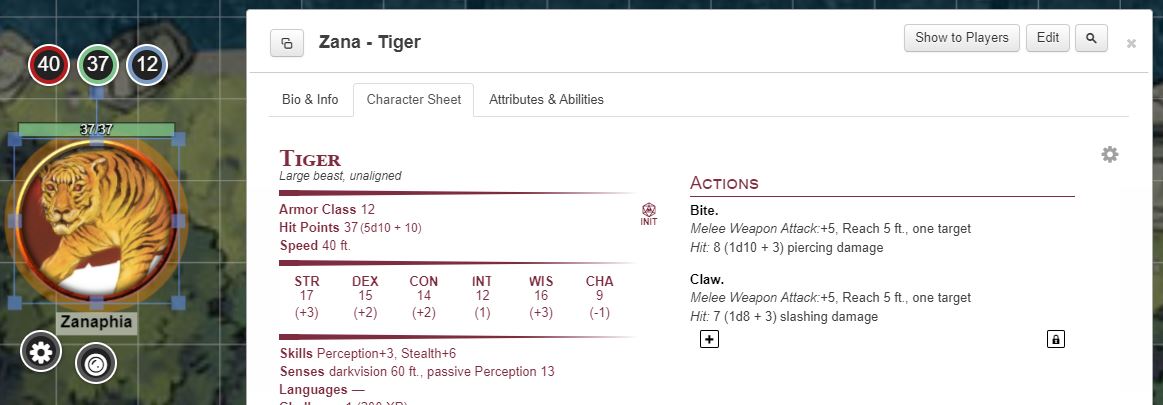 Zana - Tiger
Show to Players
Edit
40
37
12
Bio & Info
Character Sheet
Attributes & Abilities
37/37
TIGER
Large beast, unaligned
Armor Class 12
Hit Points 37 (5d10 + 10)
Speed 40 ft.
INIT
STR DEX CON INT WIS CHA
17 15 14 12 16 9
(+3) (+2) (+2) (1) (+3) (-1)
Skills Perception+3, Stealth+6
Senses darkvision 60 ft., passive Perception 13
Languages —
ACTIONS
Bite.
Melee Weapon Attack:+5, Reach 5 ft., one target
Hit: 8 (1d10 + 3) piercing damage
Claw.
Melee Weapon Attack:+5, Reach 5 ft., one target
Hit: 7 (1d8 + 3) slashing damage
Zanaphia